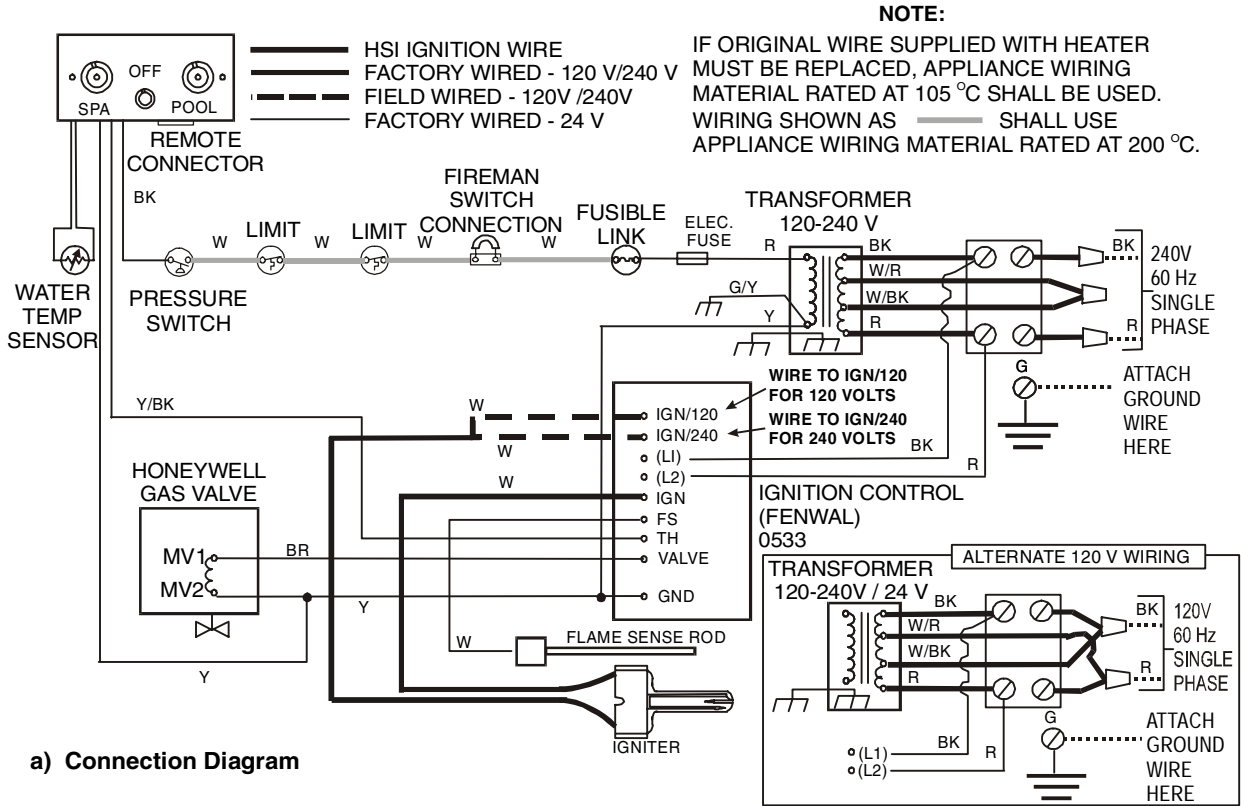 NOTE:
IF ORIGINAL WIRE SUPPLIED WITH HEATER
MUST BE REPLACED, APPLIANCE WIRING
MATERIAL RATED AT 105 °C SHALL BE USED.
WIRING SHOWN AS SHALL USE
APPLIANCE WIRING MATERIAL RATED AT 200 °C.
HSI IGNITION WIRE
FACTORY WIRED - 120 V/240 V
FIELD WIRED - 120V /240V
FACTORY WIRED - 24 V
OFF
SPA
POOL
REMOTE
CONNECTOR
BK
WATER
TEMP
SENSOR
PRESSURE
SWITCH
W
LIMIT
W
LIMIT
W
FIREMAN
SWITCH
CONNECTION
W
FUSIBLE
LINK
ELEC.
FUSE
R
TRANSFORMER
120-240 V
BK
W/R
W/BK
R
G/Y
Y
BK
R
240V
60 Hz
SINGLE
PHASE
G
ATTACH
GROUND
WIRE
HERE
WIRE TO IGN/120
FOR 120 VOLTS
WIRE TO IGN/240
FOR 240 VOLTS
BK
R
Y/BK
W
W
W
IGN/120
IGN/240
(LI)
(L2)
IGN
FS
TH
VALVE
GND
IGNITION CONTROL
(FENWAL)
0533
HONEYWELL
GAS VALVE
MV1
MV2
BR
Y
Y
W
FLAME SENSE ROD
IGNITER
ALTERNATE 120 V WIRING
TRANSFORMER
120-240V / 24 V
BK
W/R
W/BK
R
BK
R
120V
60 Hz
SINGLE
PHASE
G
ATTACH
GROUND
WIRE
HERE
(L1)
(L2)
BK
R
a) Connection Diagram